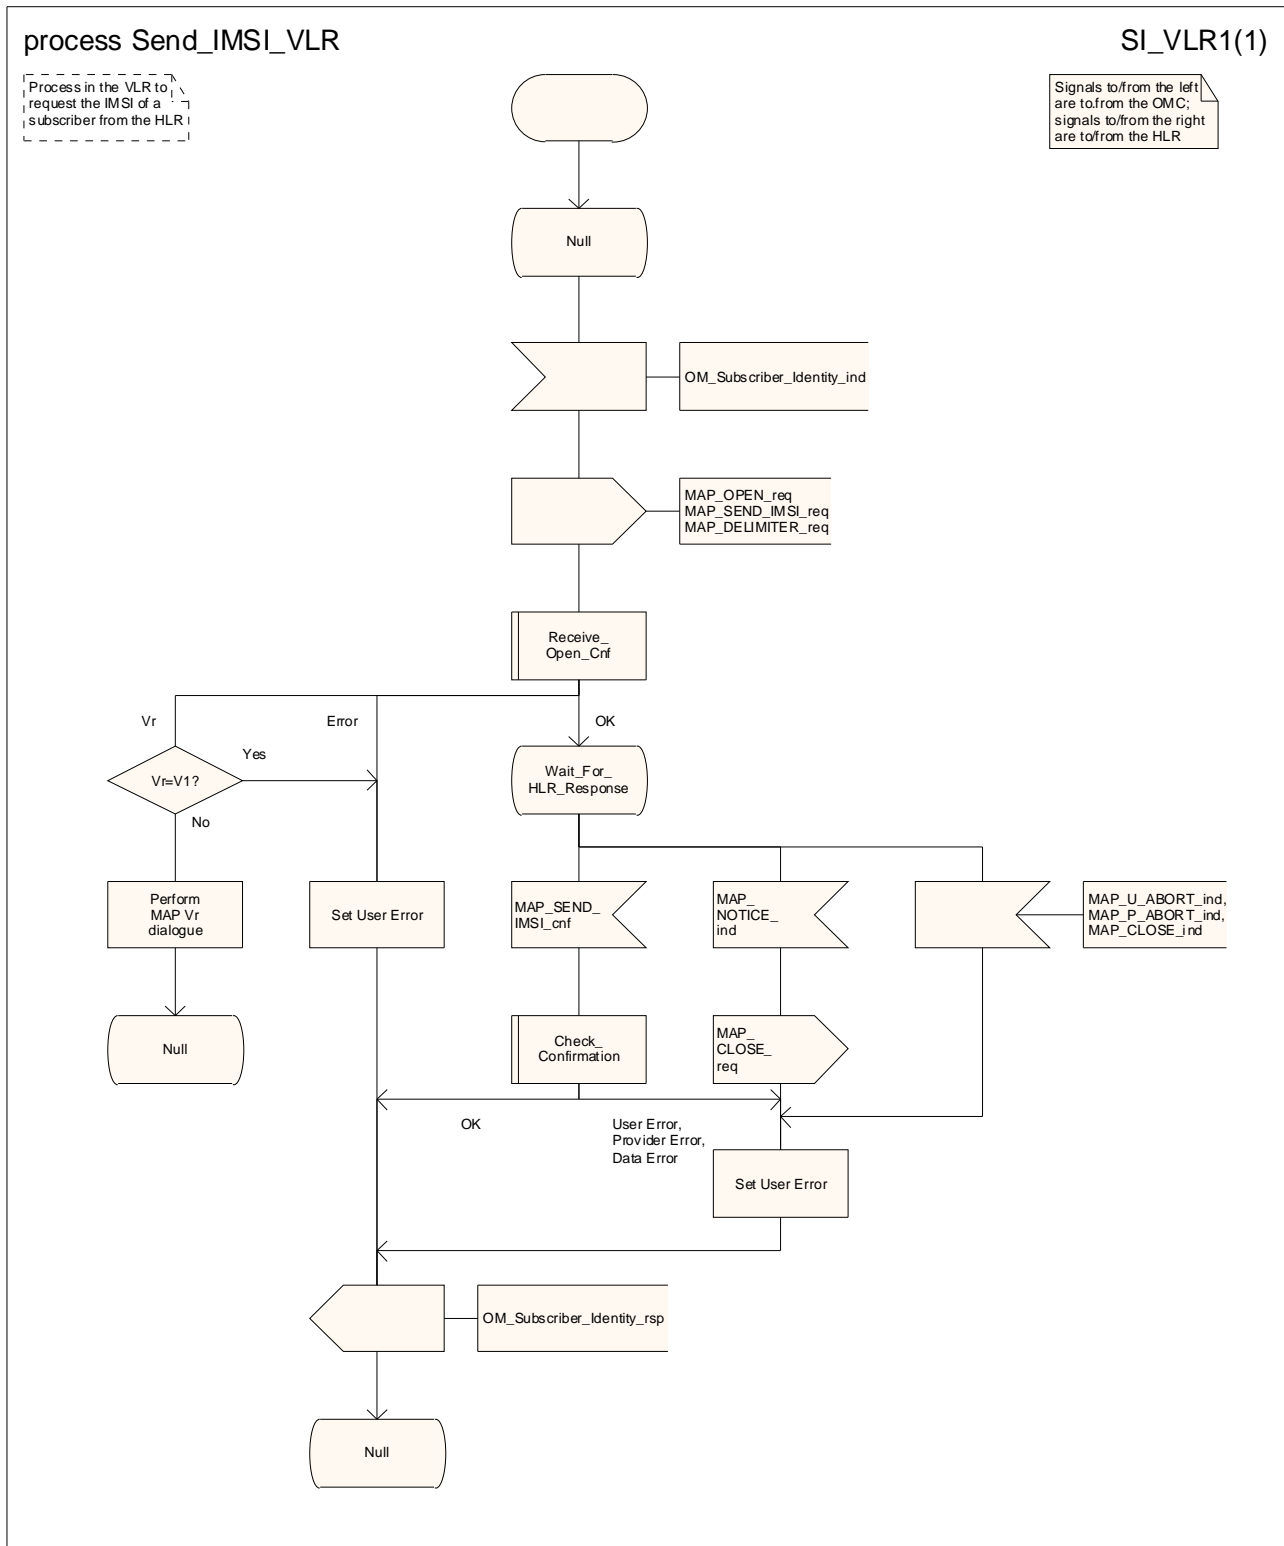 process Send_IMSI_VLR
SI_VLR1(1)
Process in the VLR to
request the IMSI of a
subscriber from the HLR
Signals to/from the left
are to.from the OMC;
signals to/from the right
are to/from the HLR
Null
OM_Subscriber_Identity_ind
MAP_OPEN_req
MAP_SEND_IMSI_req
MAP_DELIMITER_req
Receive_
Open_Cnf
Vr
Error
OK
Yes
Vr=V1?
Wait_For_
HLR_Response
No
Perform
MAP Vr
dialogue
Set User Error
MAP_SEND_
IMSI_cnf
MAP_
NOTICE_
ind
MAP_U_ABORT_ind,
MAP_P_ABORT_ind,
MAP_CLOSE_ind
Null
Check_
Confirmation
MAP_
CLOSE_
req
OK
User Error,
Provider Error,
Data Error
Set User Error
OM_Subscriber_Identity_rsp
Null